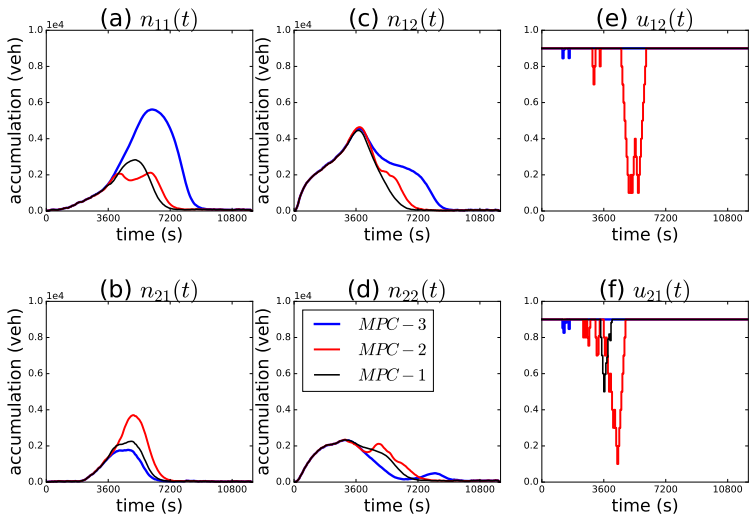 (a) n11(t)
(c) n12(t)
(e) u12(t)
1e4
1.0
0.8
0.6
0.4
0.2
0.0
accumulation (veh)
3600 7200 10800
time (s)
1e4
1.0
0.8
0.6
0.4
0.2
0.0
accumulation (veh)
3600 7200 10800
time (s)
1.0
0.8
0.6
0.4
0.2
0.0
0 3600 7200 10800
time (s)
(b) n21(t)
(d) n22(t)
(f) u21(t)
1e4
1.0
0.8
0.6
0.4
0.2
0.0
accumulation (veh)
0 3600 7200 10800
time (s)
1e4
1.0
0.8
0.6
0.4
0.2
0.0
accumulation (veh)
0 3600 7200 10800
time (s)
MPC − 3
MPC − 2
MPC − 1
1.0
0.8
0.6
0.4
0.2
0.0
0 3600 7200 10800
time (s)